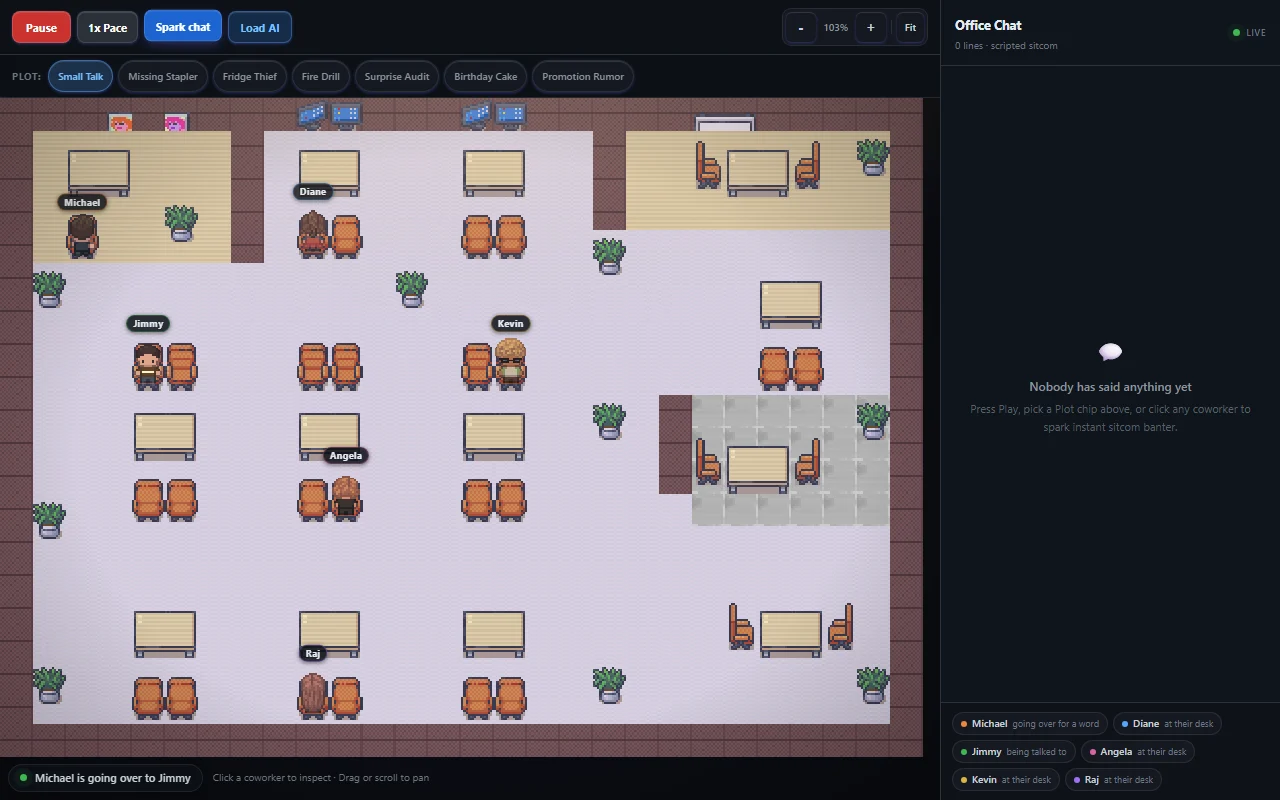 Pause 1x Pace Spark chat Load AI - 103% + Fit
PLOT: Small Talk Missing Stapler Fridge Thief Fire Drill Surprise Audit Birthday Cake Promotion Rumor
Michael
Diane
Jimmy
Kevin
Angela
Raj
Michael is going over to Jimmy Click a coworker to inspect · Drag or scroll to pan
Office Chat
0 lines · scripted sitcom
LIVE
Nobody has said anything yet
Press Play, pick a Plot chip above, or click any coworker to
spark instant sitcom banter.
Michael going over for a word Diane at their desk
Jimmy being talked to Angela at their desk
Kevin at their desk Raj at their desk